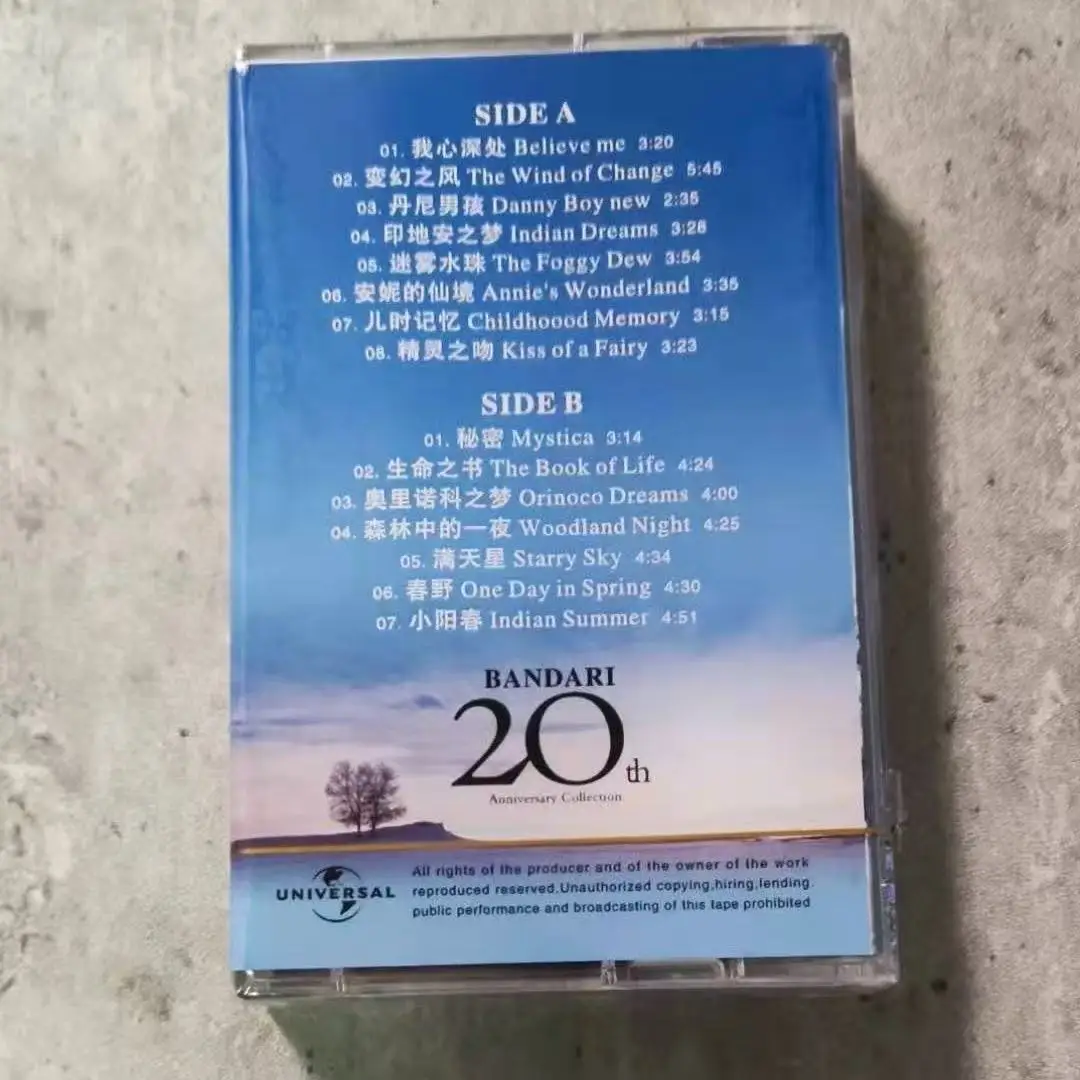 SIDE A
01. 我心深处 Believe me 3:20
02. 变幻之风 The Wind of Change 5:45
03. 丹尼男孩 Danny Boy new 2:35
04. 印地安之梦 Indian Dreams 3:26
05. 迷雾水珠 The Foggy Dew 3:54
06. 安妮的仙境 Annie's Wonderland 3:35
07. 儿时记忆 Childhoood Memory 3:15
08. 精灵之吻 Kiss of a Fairy 3:23
SIDE B
01. 秘密 Mystica 3:14
02. 生命之书 The Book of Life 4:24
03. 奥里诺科之梦 Orinoco Dreams 4:00
04. 森林中的一夜 Woodland Night 4:25
05. 满天星 Starry Sky 4:34
06. 春野 One Day in Spring 4:30
07. 小阳春 Indian Summer 4:51
BANDARI
20th
Anniversary Collection
UNIVERSAL
All rights of the producer and of the owner of the work
reproduced reserved.Unauthorized copying,hiring,lending.
public performance and broadcasting of this tape prohibited